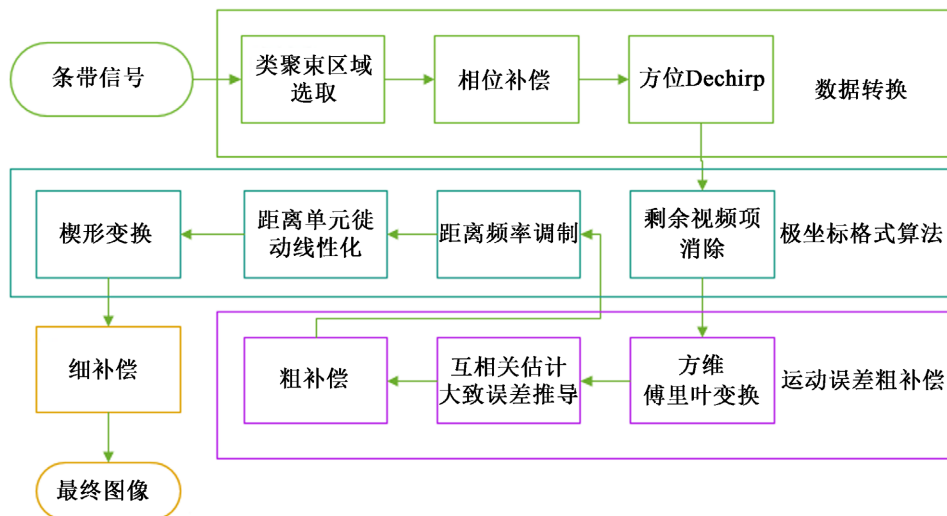 条带信号
类聚束区域
选取
相位补偿
方位Dechirp
数据转换
楔形变换
距离单元徙
动线性化
距离频率调制
剩余视频项
消除
极坐标格式算法
细补偿
粗补偿
互相关估计
大致误差推导
方维
傅里叶变换
运动误差粗补偿
最终图像